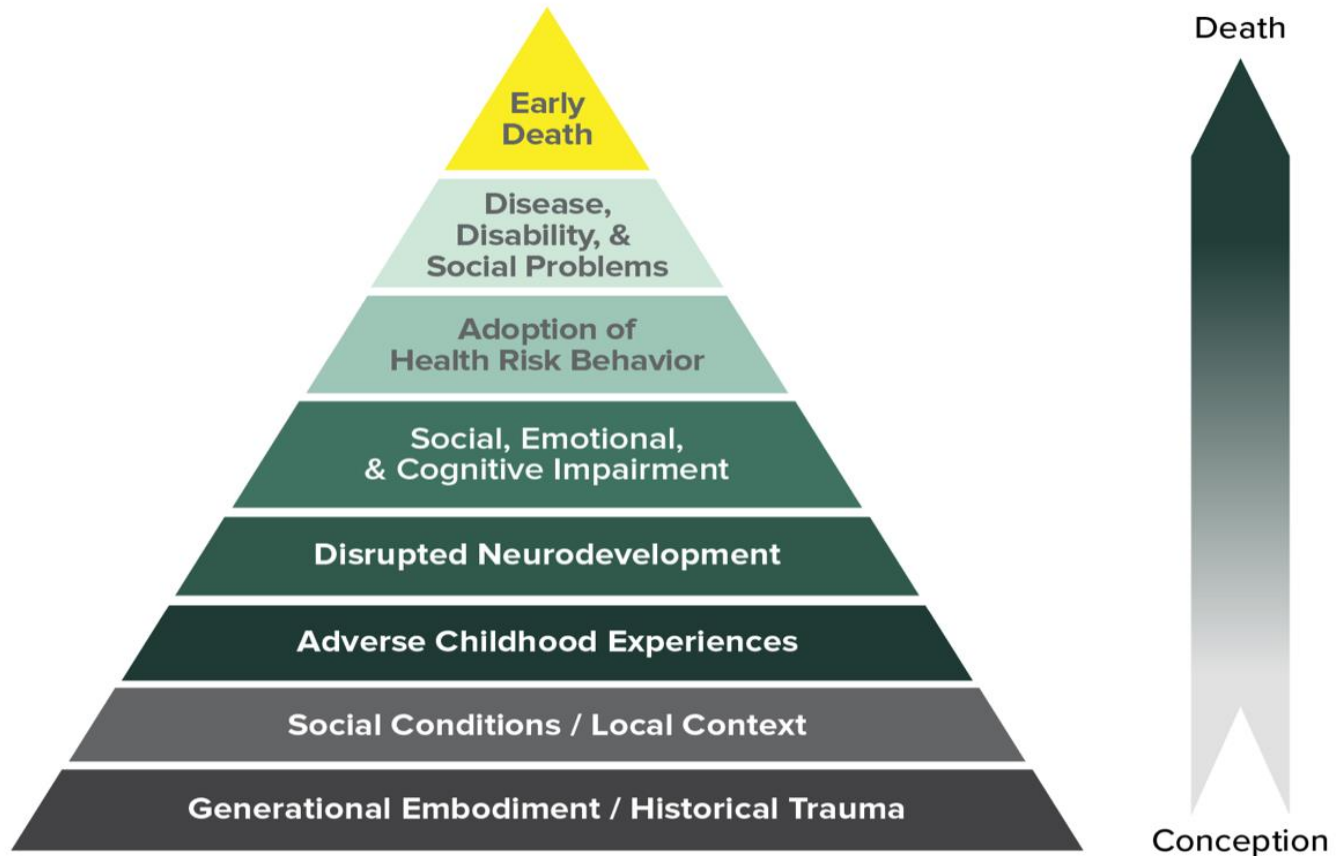 Death
Early
Death
Disease,
Disability, &
Social Problems
Adoption of
Health Risk Behavior
Social, Emotional,
& Cognitive Impairment
Disrupted Neurodevelopment
Adverse Childhood Experiences
Social Conditions / Local Context
Generational Embodiment / Historical Trauma
Conception